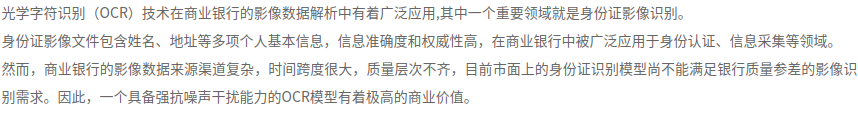 光学字符识别（OCR）技术在商业银行的影像数据解析中有着广泛应用,其中一个重要领域就是身份证影像识别。
身份证影像文件包含姓名、地址等多项个人基本信息，信息准确度和权威性高，在商业银行中被广泛应用于身份认证、信息采集等领域。
然而，商业银行的影像数据来源渠道复杂，时间跨度很大，质量层次不齐，目前市面上的身份证识别模型尚不能满足银行质量参差的影像识
别需求。因此，一个具备强抗噪声干扰能力的OCR模型有着极高的商业价值。